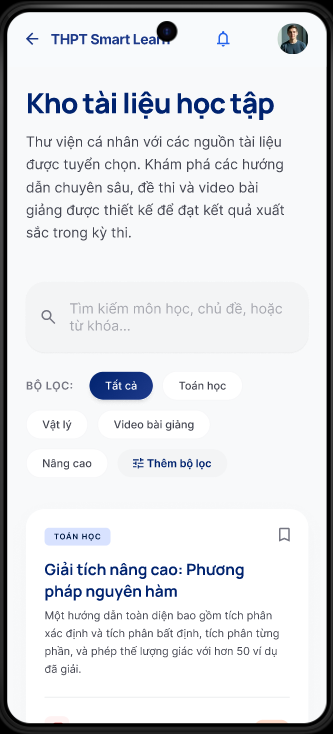 THPT Smart Learn
Kho tài liệu học tập
Thư viện cá nhân với các nguồn tài liệu
được tuyển chọn. Khám phá các hướng
dẫn chuyên sâu, đề thi và video bài
giảng được thiết kế để đạt kết quả xuất
sắc trong kỳ thi.
Tìm kiếm môn học, chủ đề, hoặc
từ khóa...
BỘ LỌC: Tất cả Toán học
Vật lý Video bài giảng
Nâng cao Thêm bộ lọc
TOÁN HỌC
Giải tích nâng cao: Phương
pháp nguyên hàm
Một hướng dẫn toàn diện bao gồm tích phân
xác định và tích phân bất định, tích phân từng
phần, và phép thế lượng giác với hơn 50 ví dụ
đã giải.